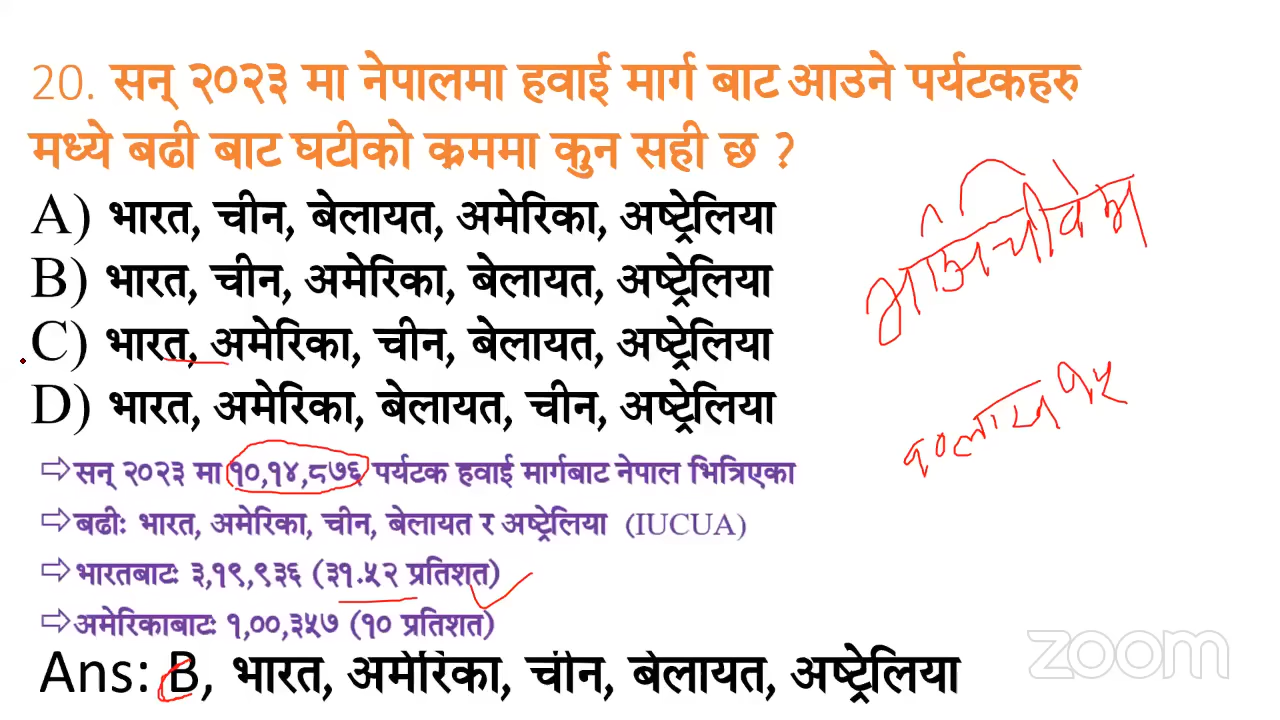 20. सन् २०२३ मा नेपालमा हवाई मार्ग बाट आउने पर्यटकहरु
मध्ये बढी बाट घटीको क्रममा कुन सही छ ?
A) भारत, चीन, बेलायत, अमेरिका, अष्ट्रेलिया
B) भारत, चीन, अमेरिका, बेलायत, अष्ट्रेलिया
C) भारत, अमेरिका, चीन, बेलायत, अष्ट्रेलिया
D) भारत, अमेरिका, बेलायत, चीन, अष्ट्रेलिया
⇨सन् २०२३ मा १०,१४,८७६ पर्यटक हवाई मार्गबाट नेपाल भित्रिएका
⇨बढीः भारत, अमेरिका, चीन, बेलायत र अष्ट्रेलिया (IUCUA)
⇨भारतबाटः ३,१९,९३६ (३१.५२ प्रतिशत)
⇨अमेरिकाबाटः १,००,३५७ (१० प्रतिशत)
Ans: B, भारत, अमेरिका, चीन, बेलायत, अष्ट्रेलिया
१० लाख १५
zoom